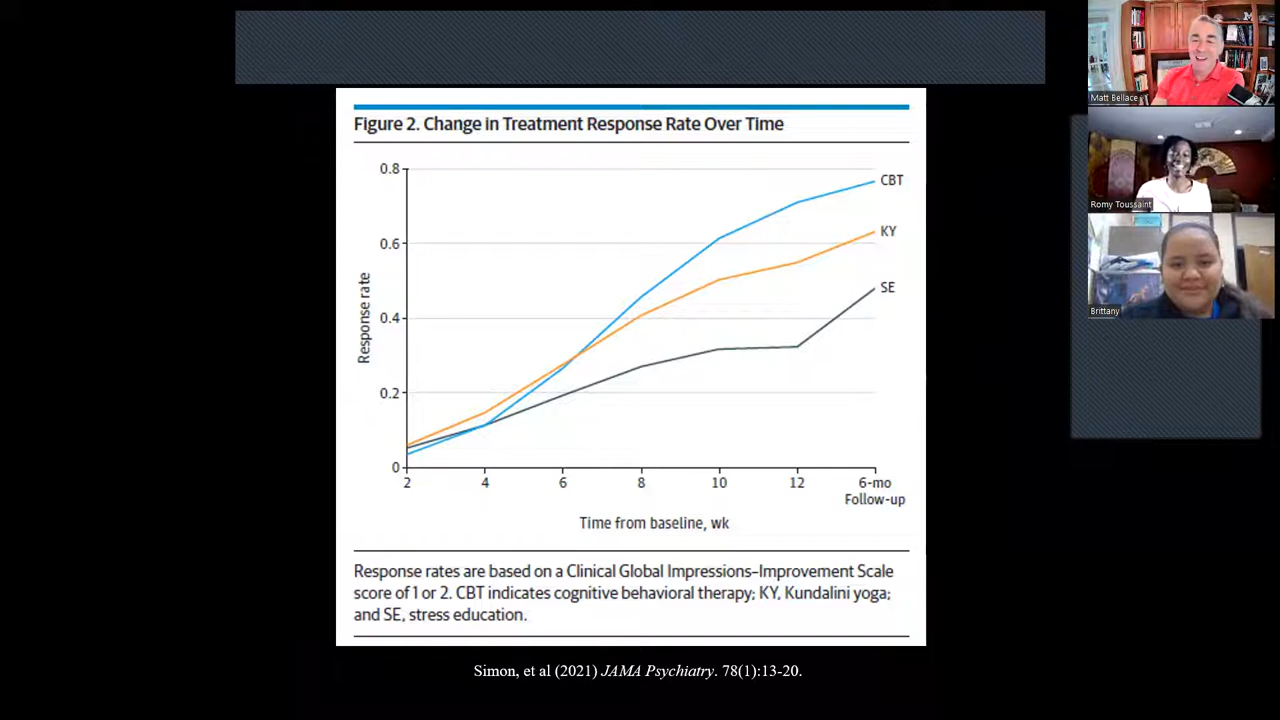 Figure 2. Change in Treatment Response Rate Over Time
0.8
CBT
KY
0.6
SE
0.4
Response rate
0.2
0
2 4 6 8 10 12 6-mo
Follow-up
Time from baseline, wk
Response rates are based on a Clinical Global Impressions–Improvement Scale
score of 1 or 2. CBT indicates cognitive behavioral therapy; KY, Kundalini yoga;
and SE, stress education.
Simon, et al (2021) JAMA Psychiatry. 78(1):13-20.
Matt Bellace
Romy Toussaint
Brittany